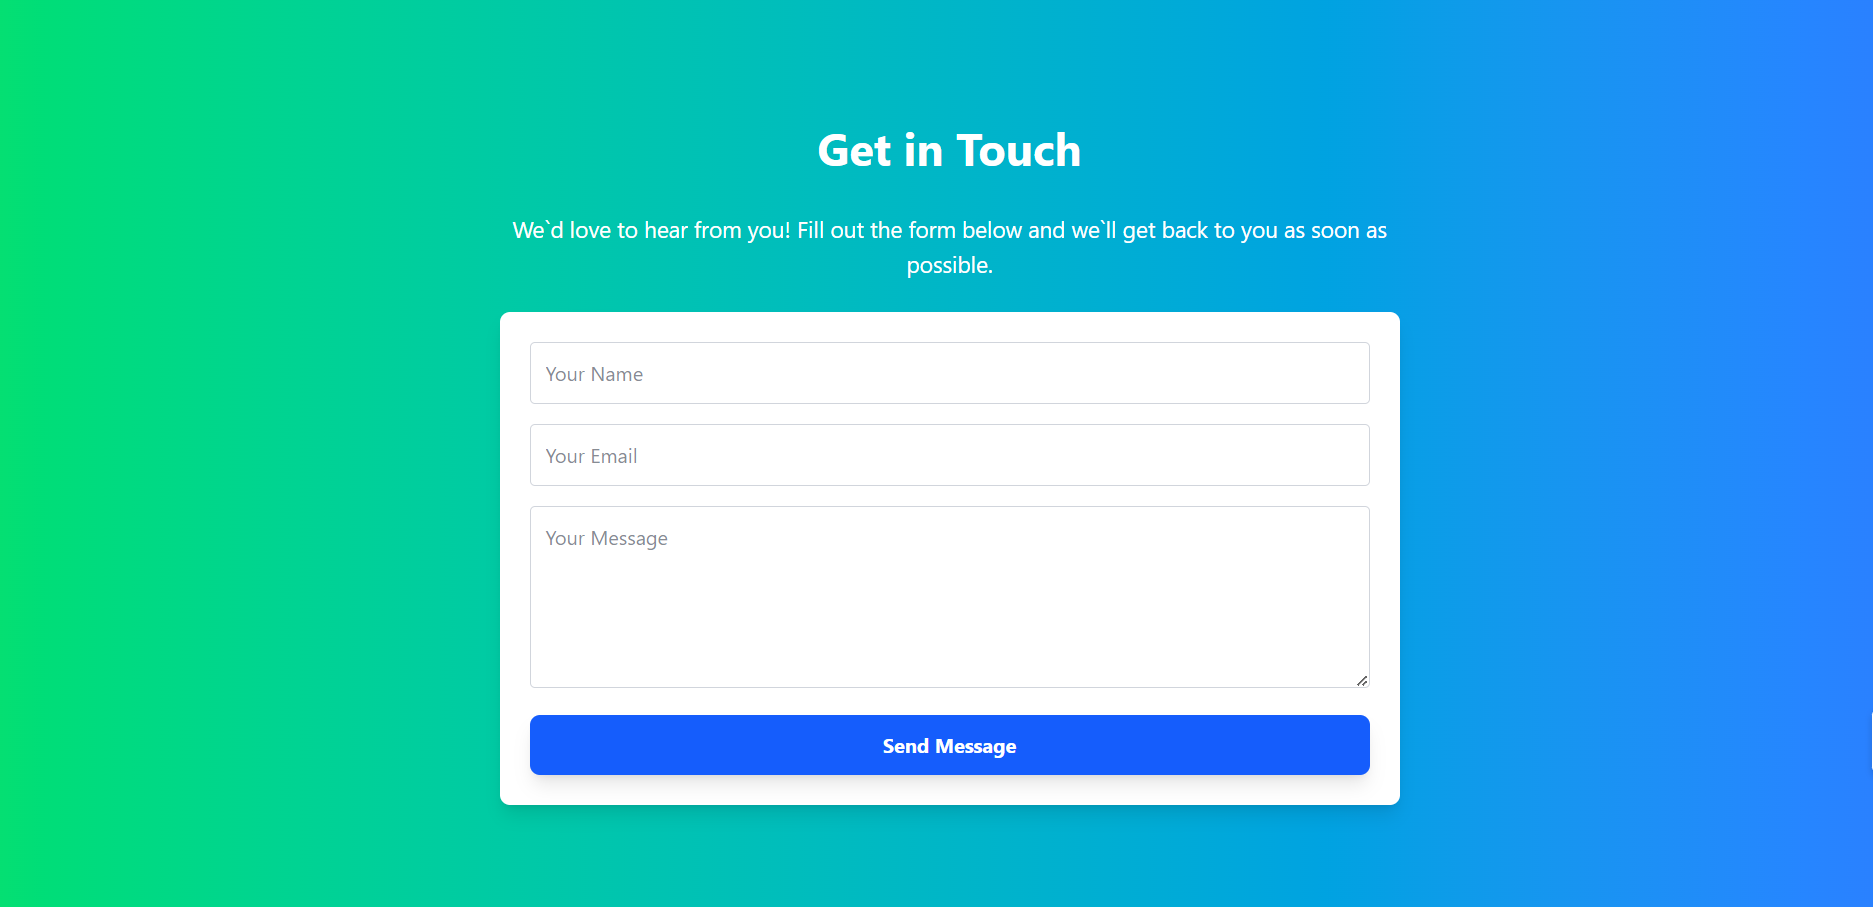 Get in Touch
We`d love to hear from you! Fill out the form below and we`ll get back to you as soon as
possible.
Your Name
Your Email
Your Message
Send Message